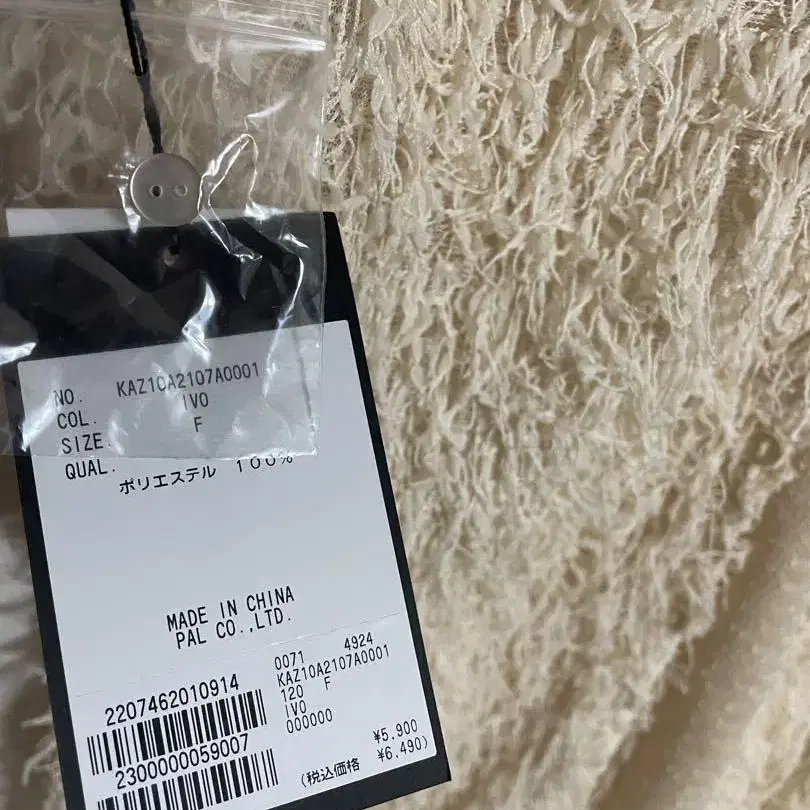 NO. KAZ10A2107A0001
COL. IVO
SIZE. F
QUAL.
ポリエステル 100%
MADE IN CHINA
PAL CO.,LTD.
0071 4924
KAZ10A2107A0001
120 F
IVO
000000
2207462010914
2300000059007
¥5,900
(税込価格 ¥6,490)